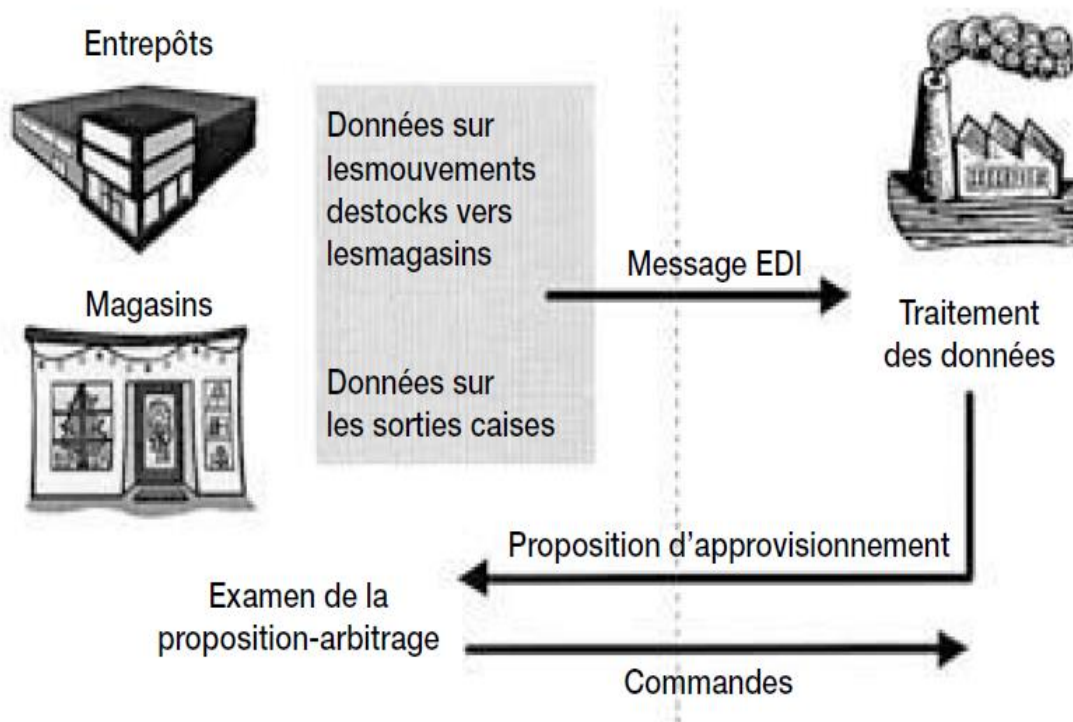 Entrepôts
Données sur
lesmouvements
destocks vers
lesmagasins
Message EDI
Magasins
Traitement
des données
Données sur
les sorties caises
Proposition d’approvisionnement
Examen de la
proposition-arbitrage
Commandes